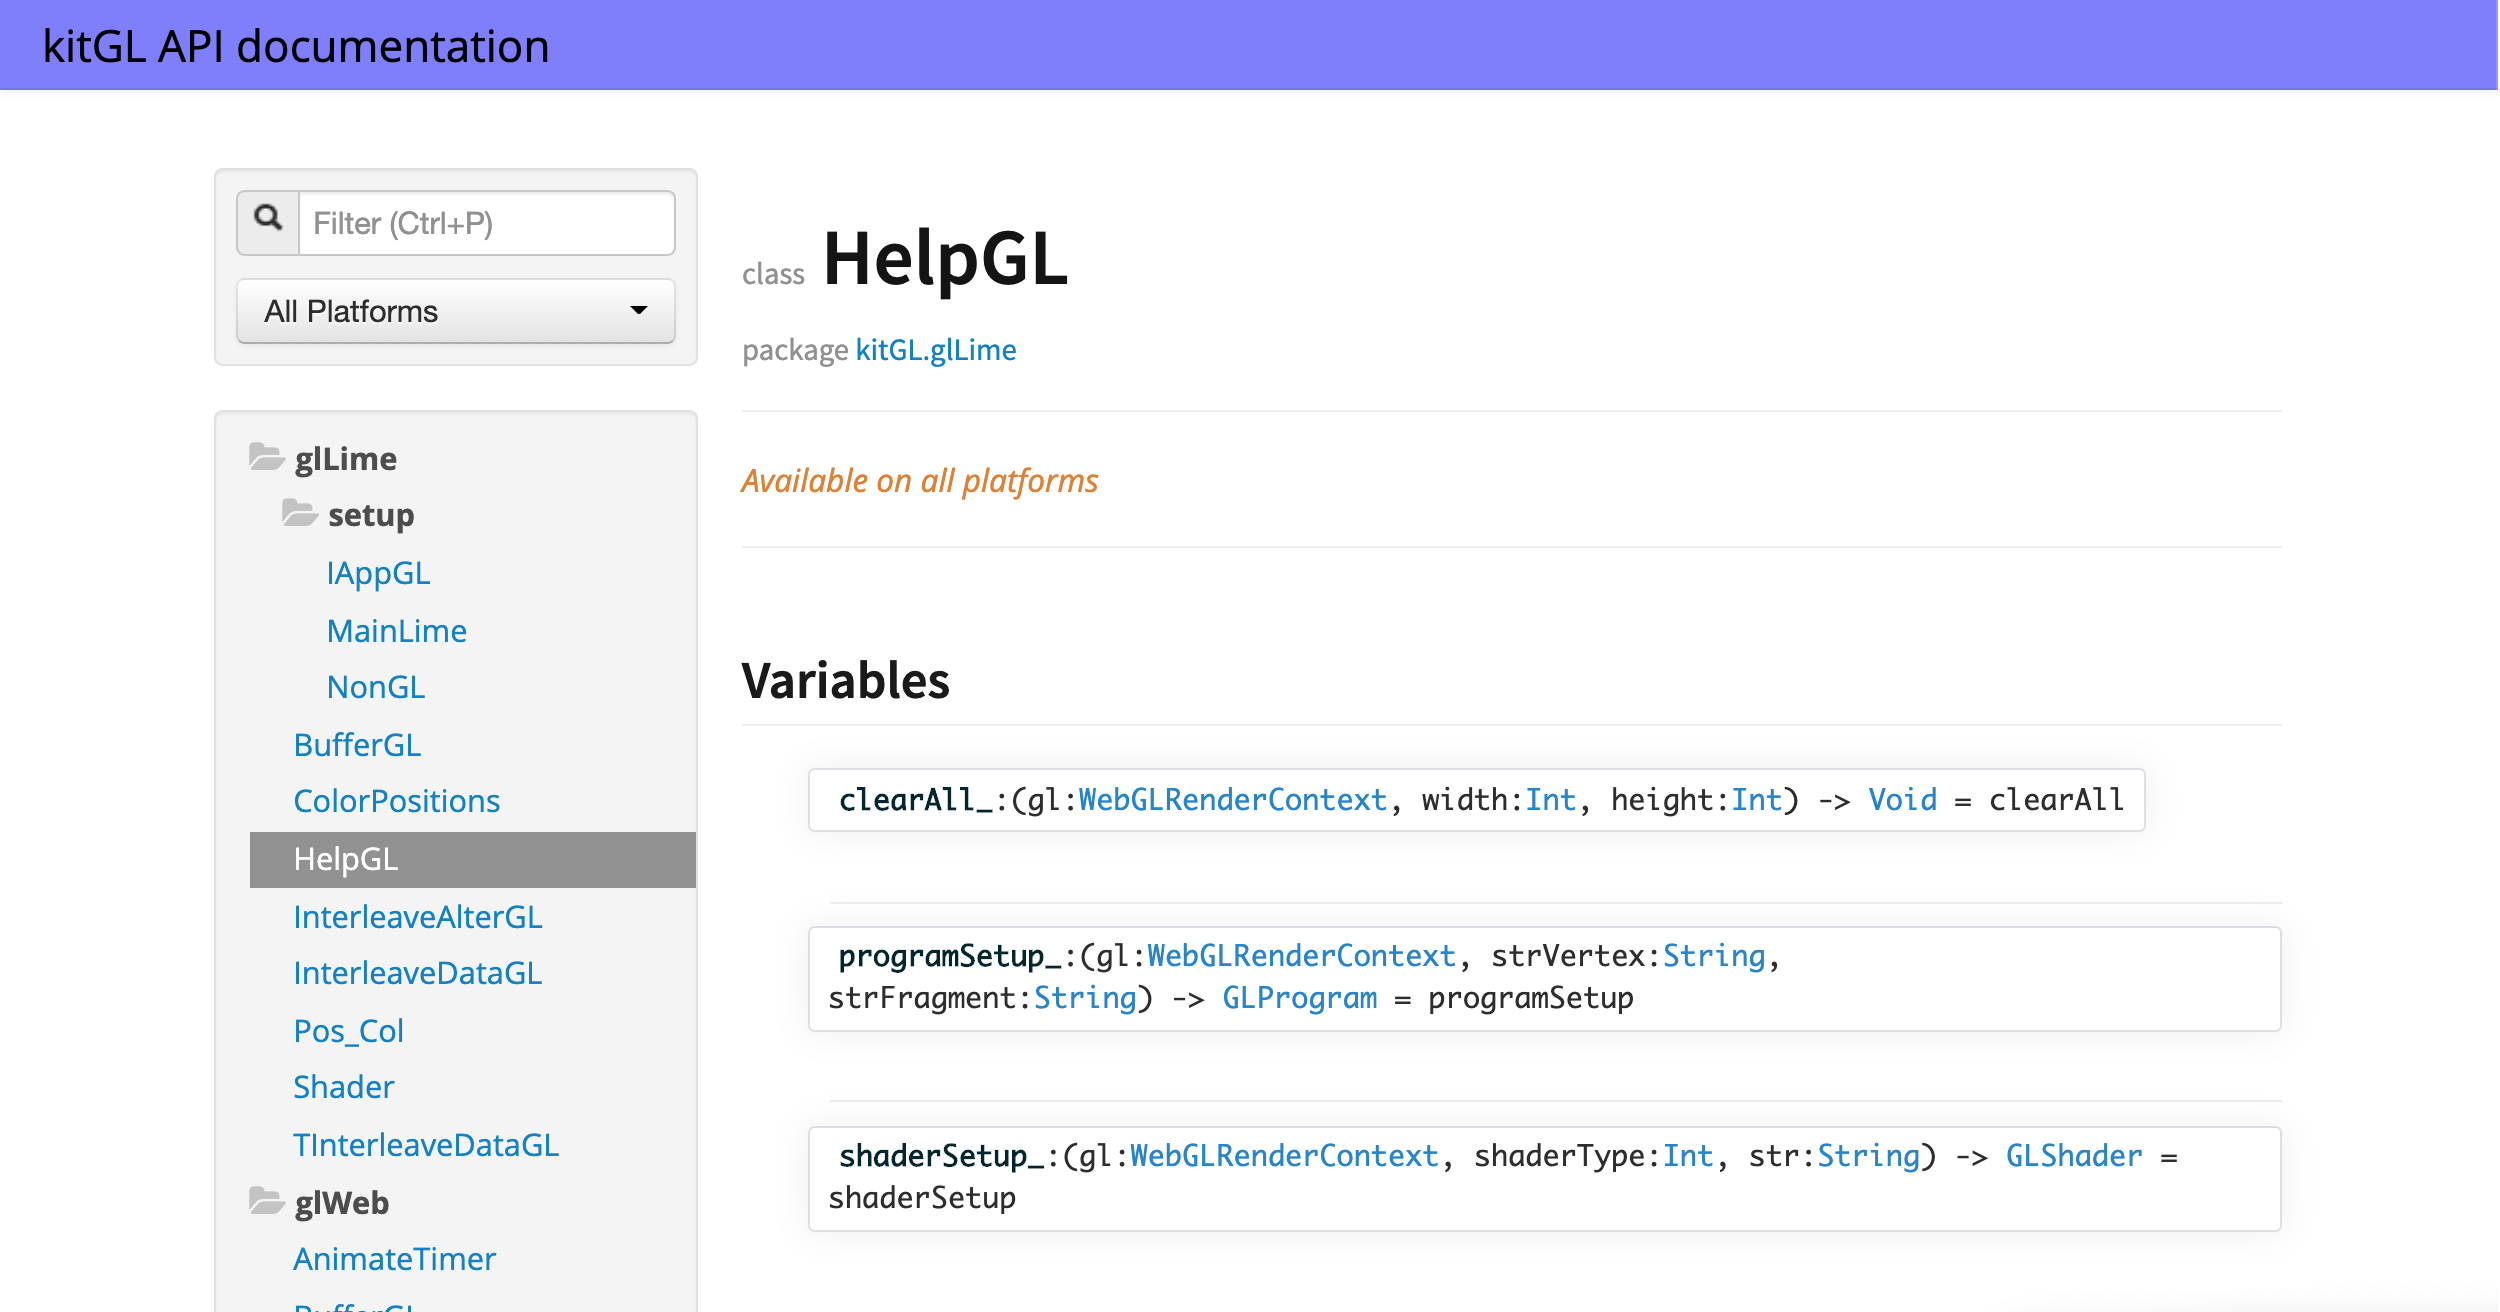 kitGL API documentation
Filter (Ctrl+P)
All Platforms
glLime
setup
IAppGL
MainLime
NonGL
BufferGL
ColorPositions
HelpGL
InterleaveAlterGL
InterleaveDataGL
Pos_Col
Shader
TInterleaveDataGL
glWeb
AnimateTimer
BufferGL
class HelpGL
package kitGL.glLime
Available on all platforms
Variables
clearAll_:(gl:WebGLRenderContext, width:Int, height:Int) -> Void = clearAll
programSetup_:(gl:WebGLRenderContext, strVertex:String,
strFragment:String) -> GLProgram = programSetup
shaderSetup_:(gl:WebGLRenderContext, shaderType:Int, str:String) -> GLShader =
shaderSetup